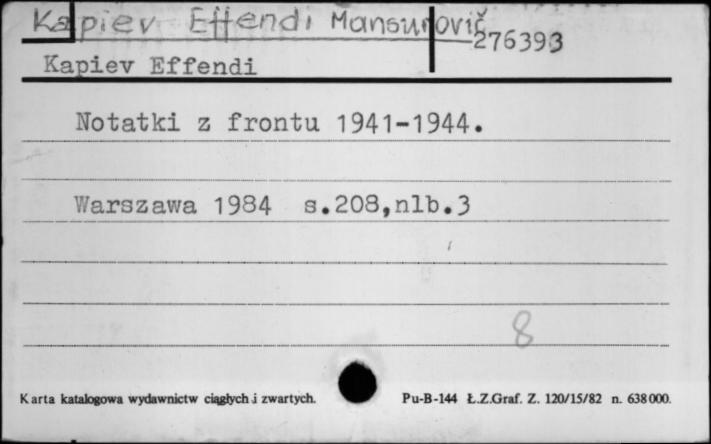 Kapiev Effendi Mansurovič
276393
Kapiev Effendi
Notatki z frontu 1941-1944.
Warszawa 1984 s.208,nlb.3
8
Karta katalogowa wydawnictw ciągłych i zwartych. Pu-B-144 Ł.Z.Graf. Z. 120/15/82 n. 638000.